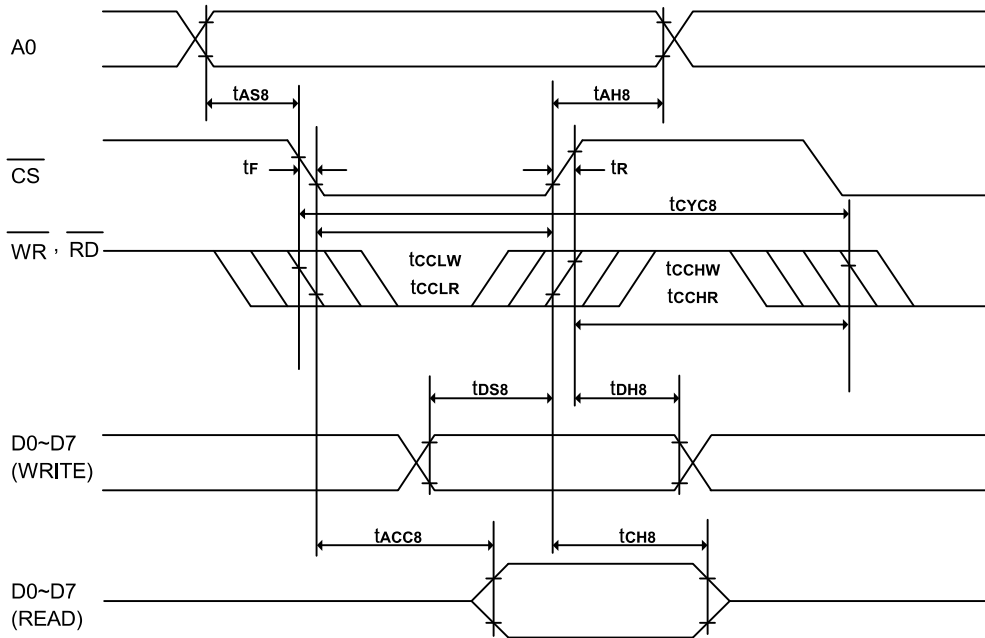 A0
tAS8
tAH8
CS
tF
tR
tCYC8
WR , RD
tCCLW
tCCLR
tCCHW
tCCHR
tDS8
tDH8
D0~D7
(WRITE)
tACC8
tCH8
D0~D7
(READ)